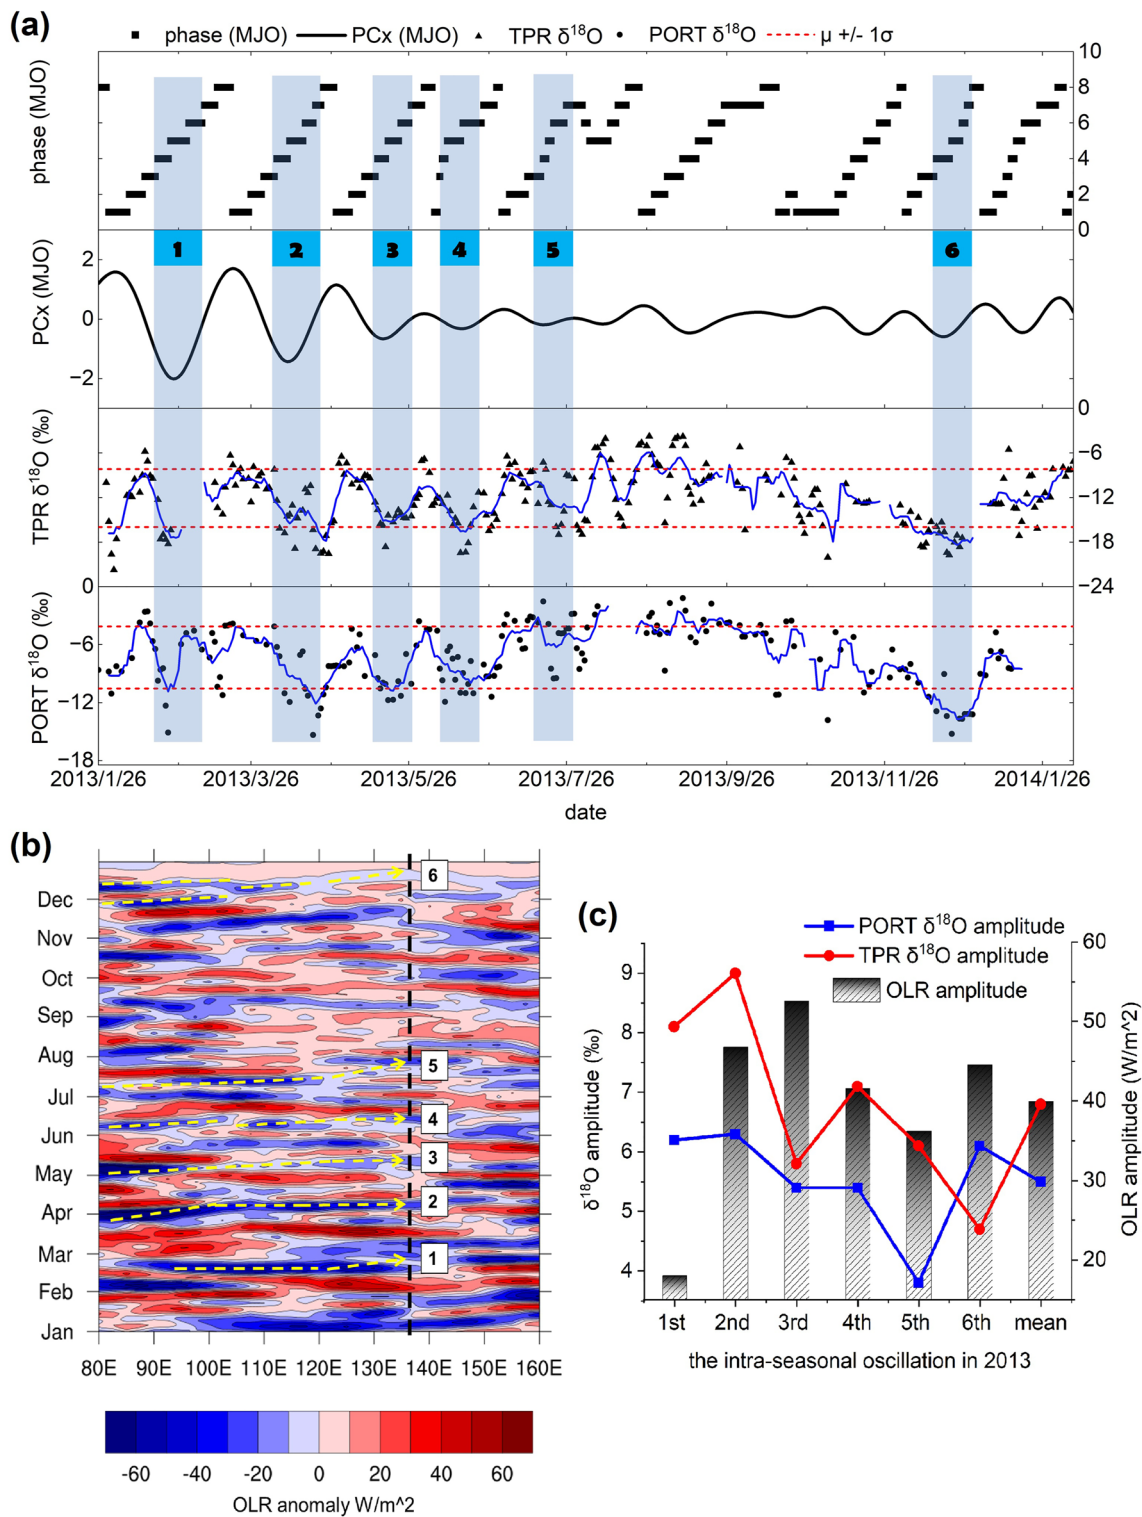 (a)
phase (MJO) PCx (MJO) TPR δ¹⁸O PORT δ¹⁸O μ +/- 1σ
phase (MJO)
10
8
6
4
2
0
1 2 3 4 5 6
PCx (MJO)
2
0
−2
TPR δ¹⁸O (‰)
0
−6
−12
−18
−24
PORT δ¹⁸O (‰)
0
−6
−12
−18
2013/1/26 2013/3/26 2013/5/26 2013/7/26 2013/9/26 2013/11/26 2014/1/26
date
(b)
Dec
Nov
Oct
Sep
Aug
Jul
Jun
May
Apr
Mar
Feb
Jan
6
5
4
3
2
1
80E 90E 100E 110E 120E 130E 140E 150E 160E
-60 -40 -20 0 20 40 60
OLR anomaly W/m^2
(c)
PORT δ¹⁸O amplitude
TPR δ¹⁸O amplitude
OLR amplitude
δ¹⁸O amplitude (‰)
9
8
7
6
5
4
60
50
40
30
20
OLR amplitude (W/m^2)
1st 2nd 3rd 4th 5th 6th mean
the intra-seasonal oscillation in 2013